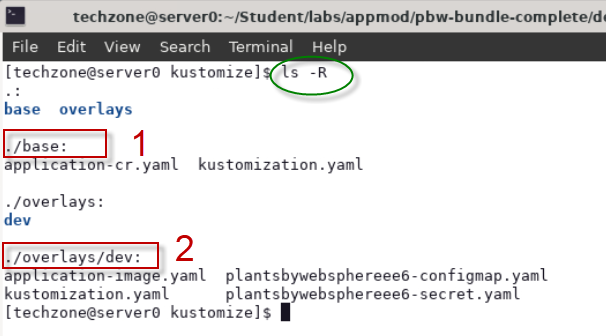 techzone@server0:~/Student/labs/appmod/pbw-bundle-complete/de
File Edit View Search Terminal Help
[techzone@server0 kustomize]$ ls -R
.:
base overlays
./base: 1
application-cr.yaml kustomization.yaml
./overlays:
dev
./overlays/dev: 2
application-image.yaml plantsbywebsphereee6-configmap.yaml
kustomization.yaml plantsbywebsphereee6-secret.yaml
[techzone@server0 kustomize]$